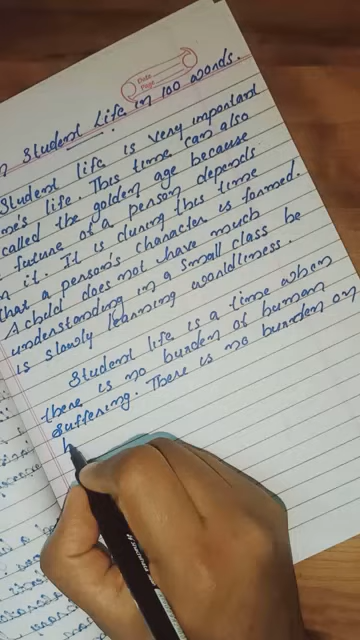 Date
Page
n Student Life in 100 words.
Student life is very important
ne's life. This time can also
called the golden age because
future of a person depends
n it. It is during this time
that a person's character is formed.
A child does not have much
understanding in a small class be
is slowly learning worldliness.
Student life is a time when
there is no burden of human
suffering. There is no burden on
h